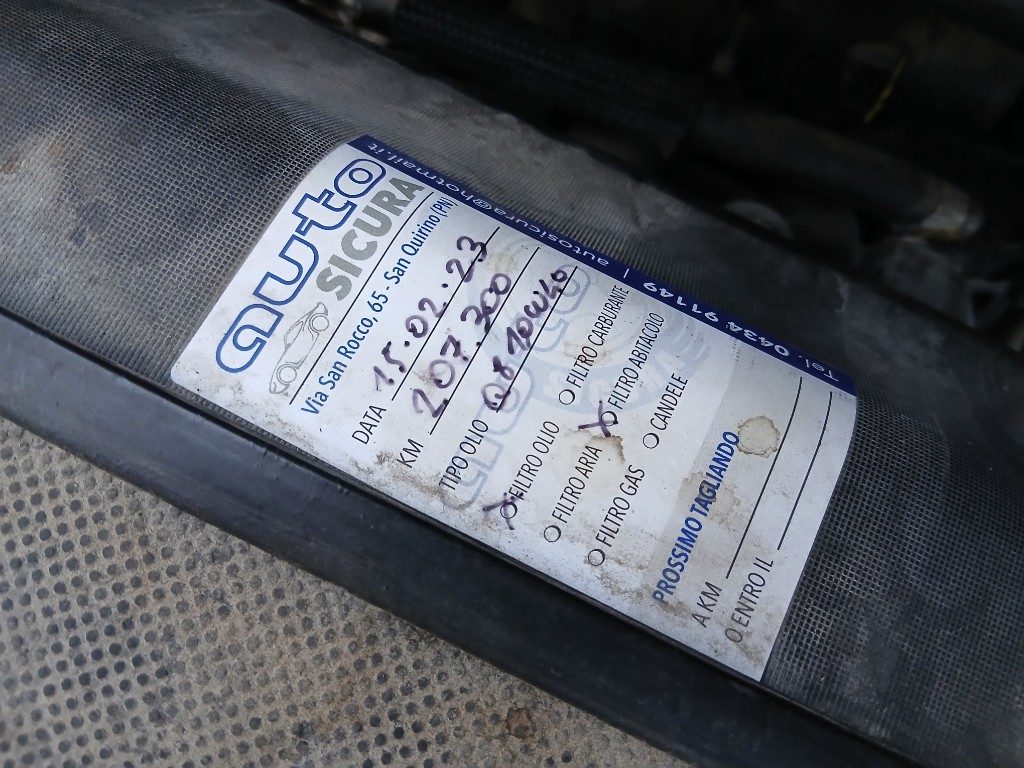 auto
SICURA
Via San Rocco, 65 - San Quirino (PN)
Tel. 0434 91149 | autosicura@hotmail.it
DATA 15.02.23
KM 207.300
TIPO OLIO Q8 10W40
X FILTRO OLIO
O FILTRO CARBURANTE
O FILTRO ARIA
X FILTRO ABITACOLO
O FILTRO GAS
O CANDELE
PROSSIMO TAGLIANDO
A KM
O ENTRO IL